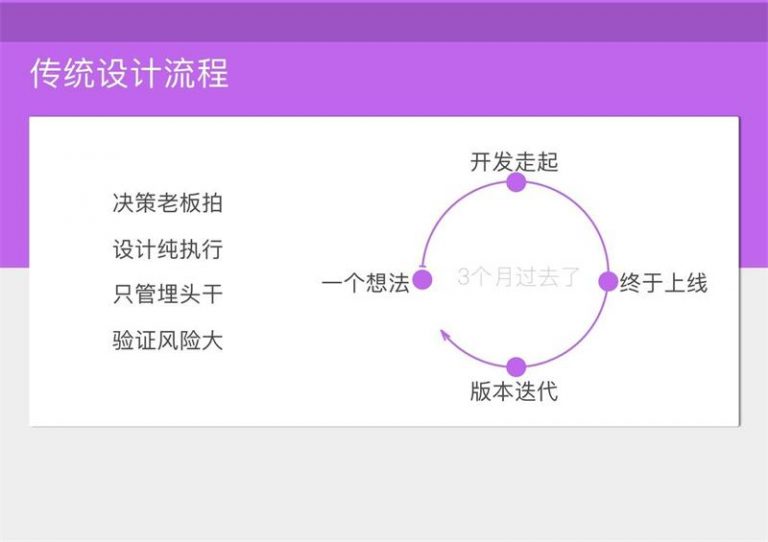 传统设计流程
决策老板拍
设计纯执行
只管埋头干
验证风险大
开发走起
一个想法
3个月过去了
终于上线
版本迭代